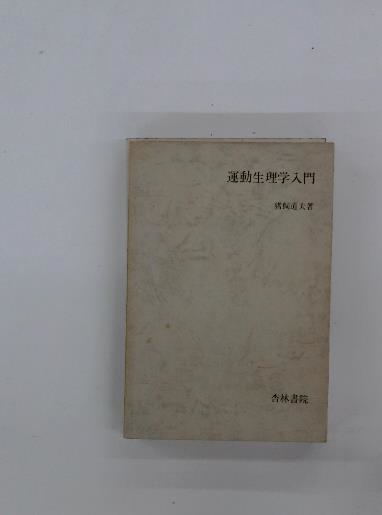 運動生理学入門
猪飼道夫著
杏林書院